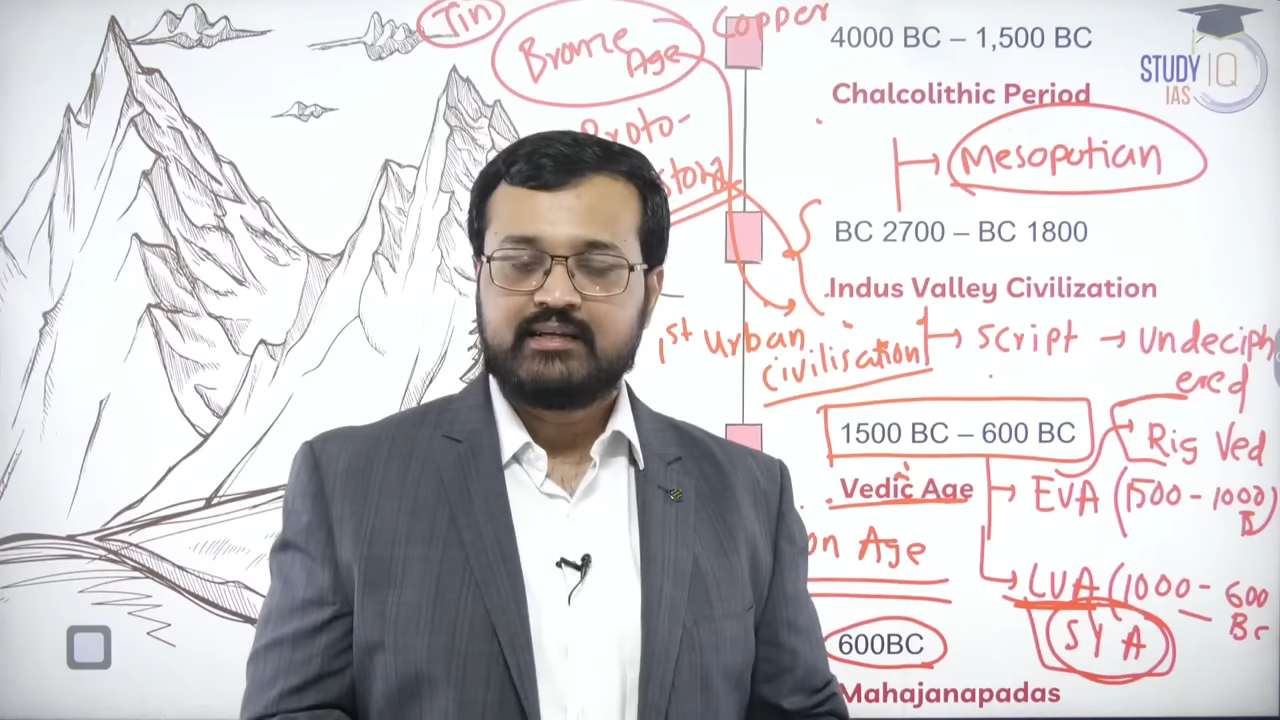 Tin
Bronze
Age
Copper
4000 BC – 1,500 BC
STUDY IQ
IAS
Chalcolithic Period
Proto-
story
Mesopotian
BC 2700 – BC 1800
Indus Valley Civilization
1st Urban
Civilisation → Script → Undeciph
ered
1500 BC – 600 BC
Rig Ved
Vedic Age → EVA (1500 - 1000)
on Age
LVA (1000 - 600
BC
S Y A
600BC
Mahajanapadas